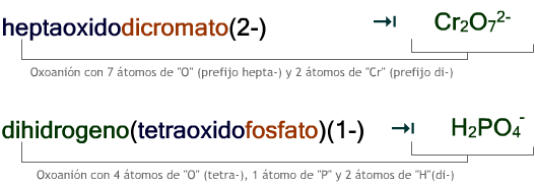 heptaoxidodicromato(2-) →| Cr₂O₇²⁻
Oxoanión con 7 átomos de "O" (prefijo hepta-) y 2 átomos de "Cr" (prefijo di-)
dihidrogeno(tetraoxidofosfato)(1-) →| H₂PO₄⁻
Oxoanión con 4 átomos de "O" (tetra-), 1 átomo de "P" y 2 átomos de "H"(di-)